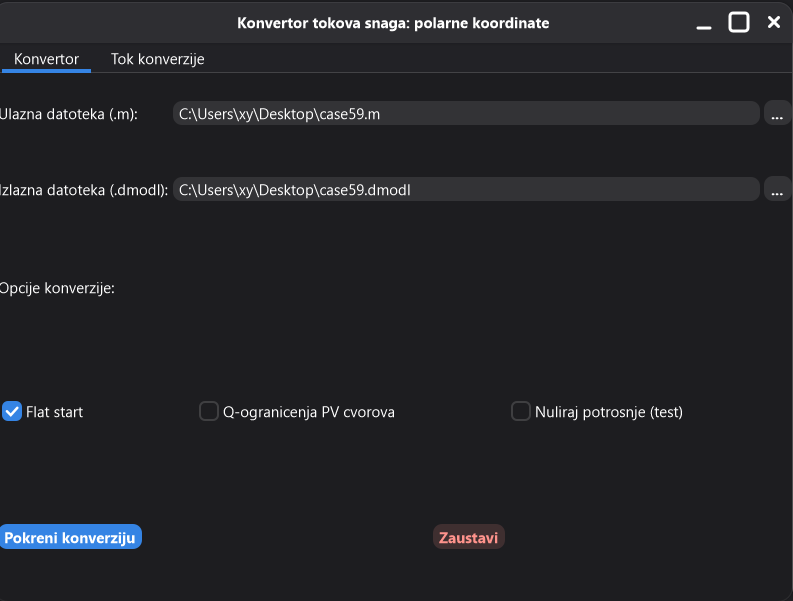 Konvertor tokova snaga: polarne koordinate
Konvertor Tok konverzije
Ulazna datoteka (.m): C:\Users\xy\Desktop\case59.m ...
Izlazna datoteka (.dmodl): C:\Users\xy\Desktop\case59.dmodl ...
Opcije konverzije:
Flat start Q-ogranicenja PV cvorova Nuliraj potrosnje (test)
Pokreni konverziju Zaustavi